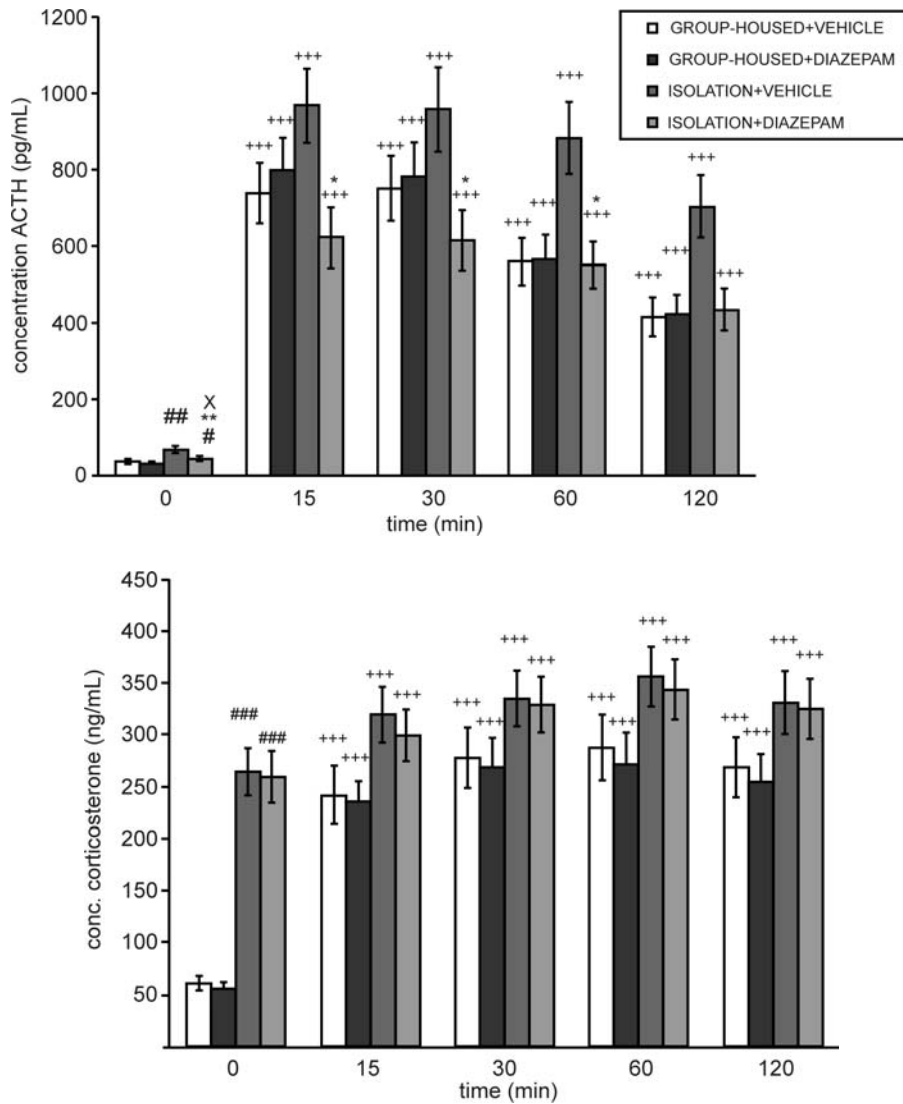 GROUP-HOUSED+VEHICLE
GROUP-HOUSED+DIAZEPAM
ISOLATION+VEHICLE
ISOLATION+DIAZEPAM
concentration ACTH (pg/mL)
1200
1000
800
600
400
200
0
## X ** #
+++ +++ +++ * +++
+++ +++ +++ * +++
+++ +++ +++ * +++
+++ +++ +++ +++
0 15 30 60 120
time (min)
conc. corticosterone (ng/mL)
450
400
350
300
250
200
150
100
50
### ###
+++ +++ +++ +++
+++ +++ +++ +++
+++ +++ +++ +++
+++ +++ +++ +++
0 15 30 60 120
time (min)